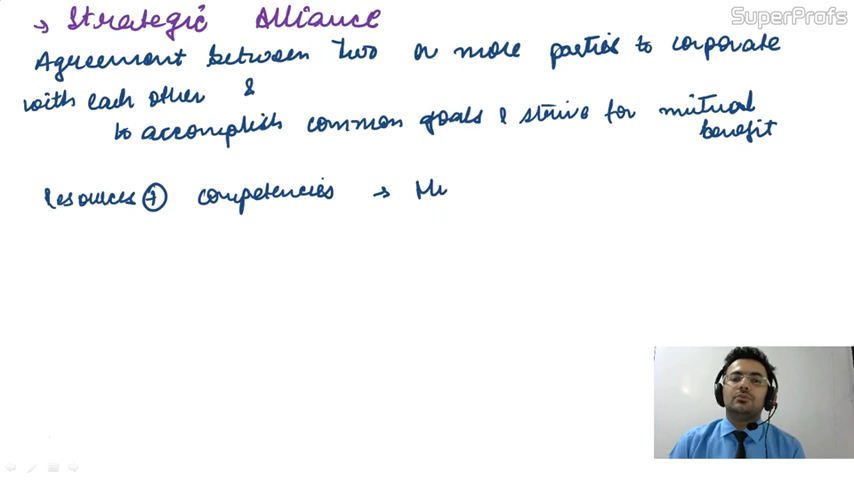 SuperProfs
→ Strategic Alliance
Agreement between two or more parties to corporate
with each other &
to accomplish common goals & strive for mutual
benefit
Resources + competencies → Mu